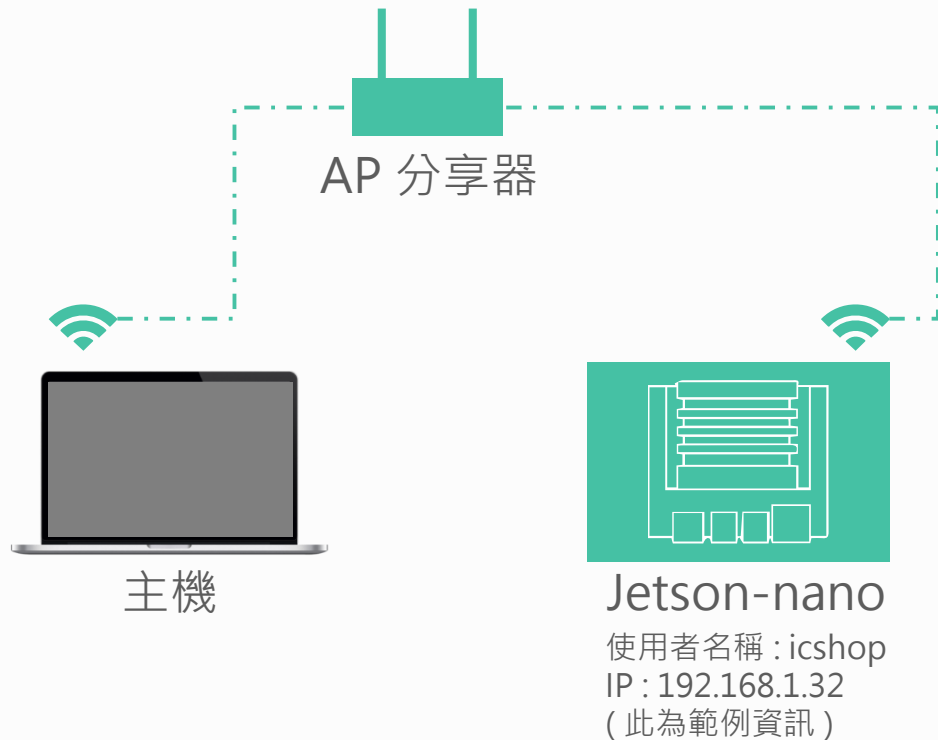 AP 分享器
主機
Jetson-nano
使用者名稱 : icshop
IP : 192.168.1.32
( 此為範例資訊 )